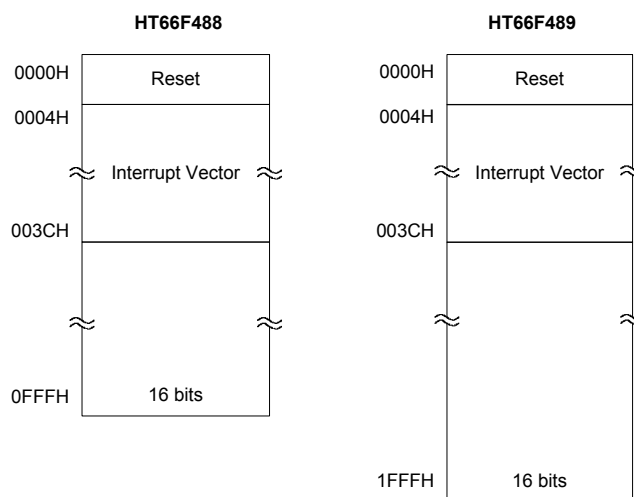 HT66F488
0000H
Reset
0004H
Interrupt Vector
003CH
0FFFH
16 bits
HT66F489
0000H
Reset
0004H
Interrupt Vector
003CH
1FFFH
16 bits